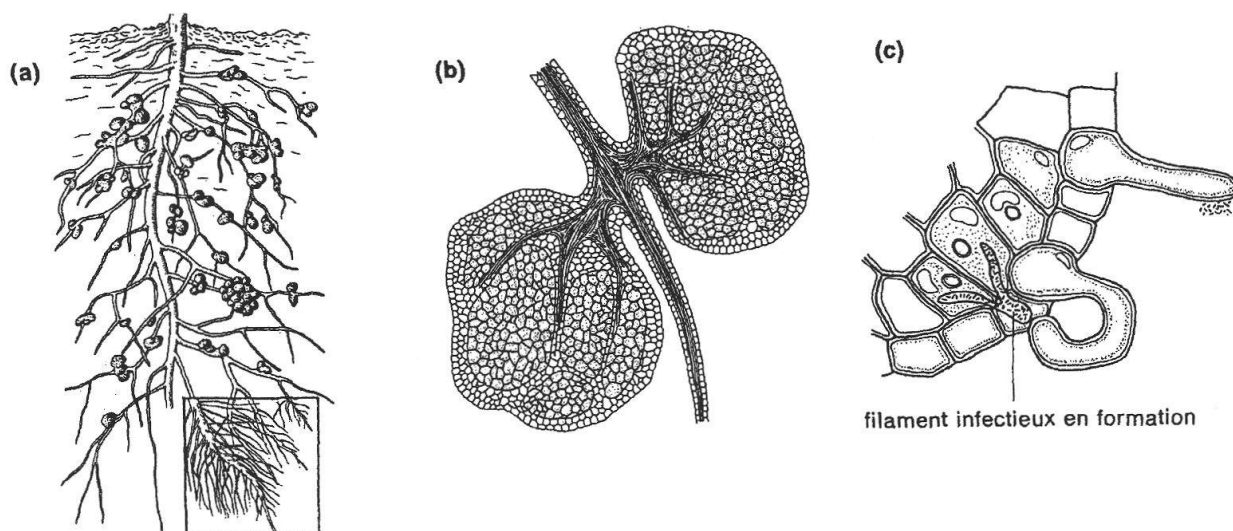 (a)
(b)
(c)
filament infectieux en formation